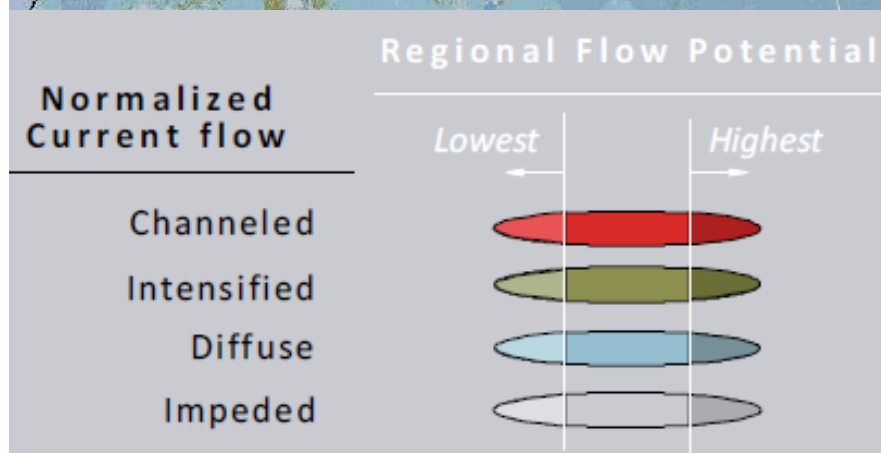 Regional Flow Potential
Normalized
Current flow
Lowest
Highest
Channeled
Intensified
Diffuse
Impeded